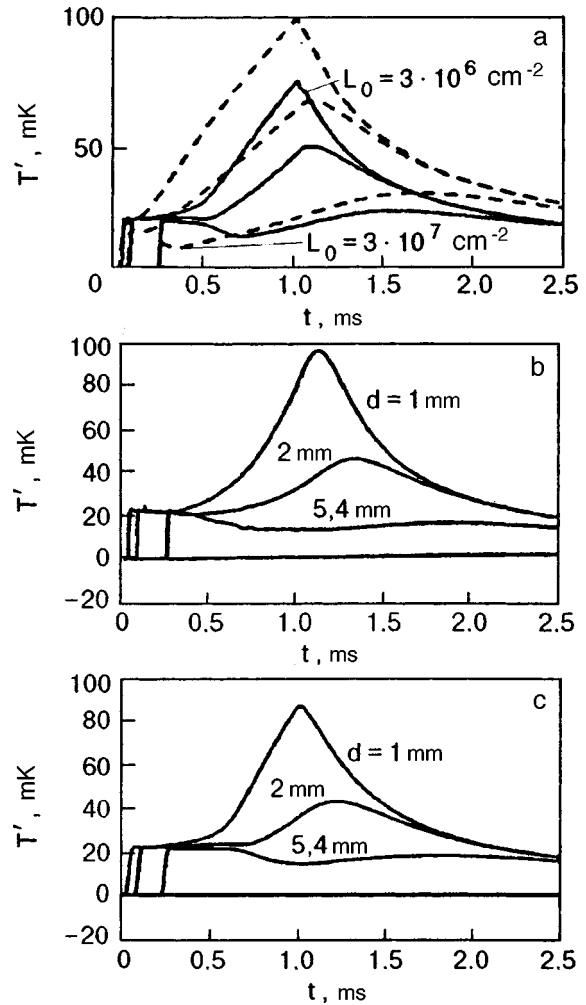 a
100
50
0
T′, mK
L₀ = 3 · 10⁶ cm⁻²
L₀ = 3 · 10⁷ cm⁻²
0.5 1.0 1.5 2.0 2.5
t, ms
b
100
80
60
40
20
0
−20
T′, mK
d = 1 mm
2 mm
5,4 mm
0 0.5 1.0 1.5 2.0 2.5
t, ms
c
100
80
60
40
20
0
−20
T′, mK
d = 1 mm
2 mm
5,4 mm
0 0.5 1.0 1.5 2.0 2.5
t, ms